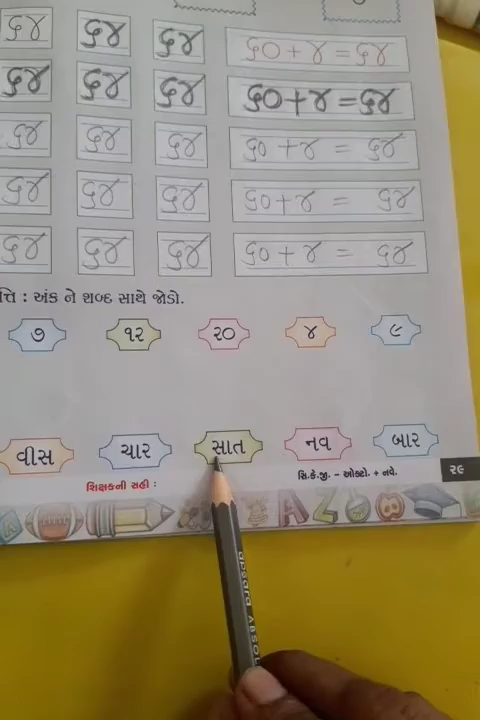 ૬૪ ૬૪ ૬૪ ૬૦ + ૪ = ૬૪
૬૪ ૬૪ ૬૪ ૬૦ + ૪ = ૬૪
૬૪ ૬૪ ૬૪ ૬૦ + ૪ = ૬૪
૬૪ ૬૪ ૬૪ ૬૦ + ૪ = ૬૪
૬૪ ૬૪ ૬૪ ૬૦ + ૪ = ૬૪
ત્તિ : અંક ને શબ્દ સાથે જોડો.
૭ ૧૨ ૨૦ ૪ ૯
વીસ ચાર સાત નવ બાર
શિક્ષકની સહી :
સિ.કે.જી. – ઓક્ટો. + નવે. ૨૯